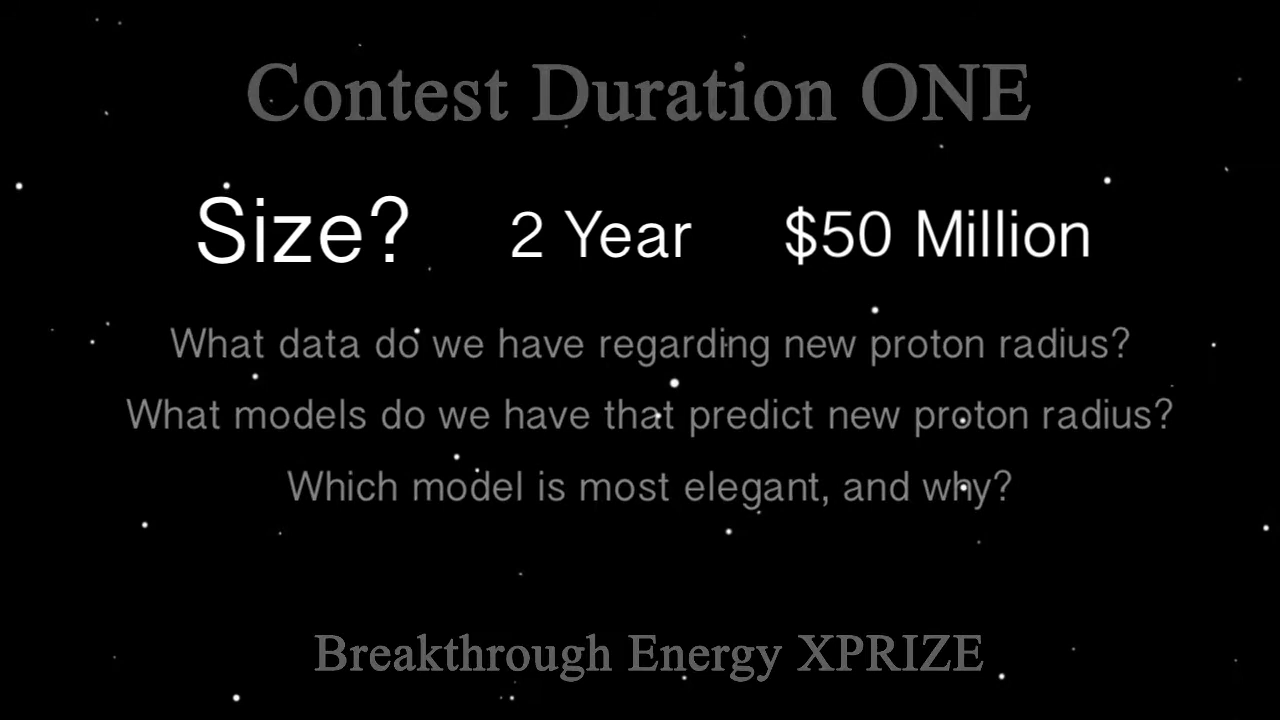 Contest Duration ONE
Size? 2 Year $50 Million
What data do we have regarding new proton radius?
What models do we have that predict new proton radius?
Which model is most elegant, and why?
Breakthrough Energy XPRIZE